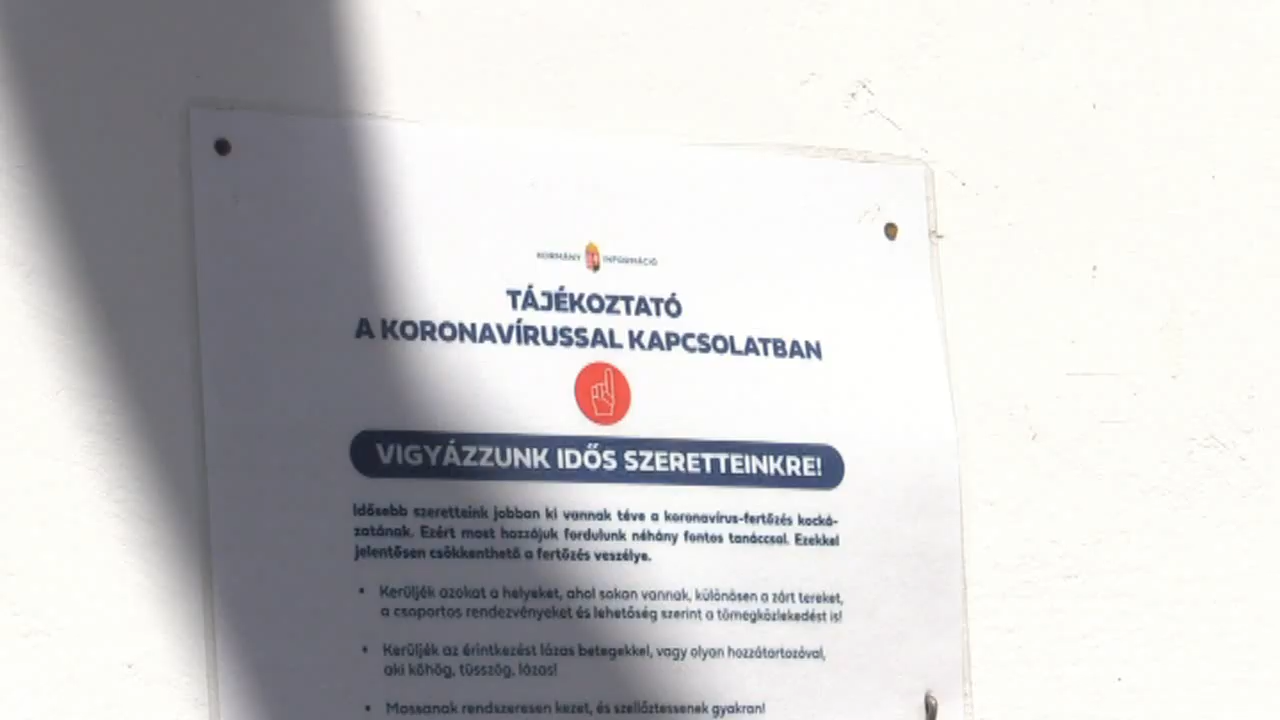 KORMÁNY INFORMÁCIÓ
TÁJÉKOZTATÓ
A KORONAVÍRUSSAL KAPCSOLATBAN
VIGYÁZZUNK IDŐS SZERETTEINKRE!
Idősebb szeretteink jobban ki vannak téve a koronavírus-fertőzés kocká-
zatának. Ezért most hozzájuk fordulunk néhány fontos tanáccsal. Ezekkel
jelentősen csökkenthető a fertőzés veszélye.
• Kerüljék azokat a helyeket, ahol sokan vannak, különösen a zárt tereket,
a csoportos rendezvényeket és lehetőség szerint a tömegközlekedést is!
• Kerüljék az érintkezést lázas betegekkel, vagy olyan hozzátartozóval,
aki köhög, tüsszög, lázas!
• Mossanak rendszeresen kezet, és szellőztessenek gyakran!